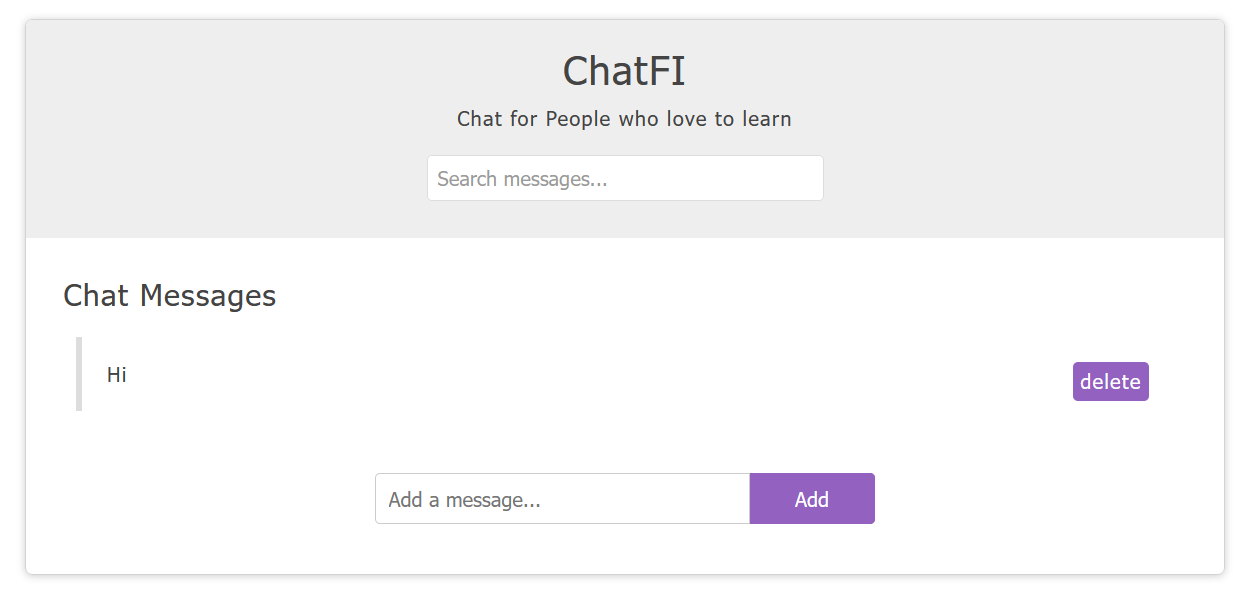 ChatFI
Chat for People who love to learn
Search messages...
Chat Messages
Hi
delete
Add a message...
Add